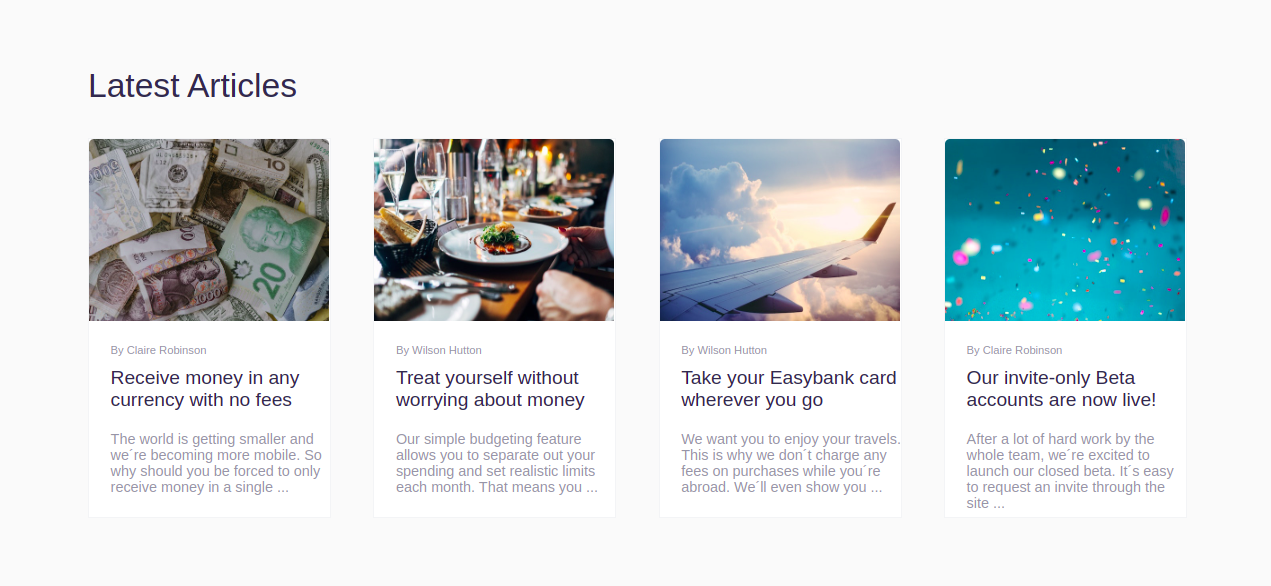 Latest Articles
10
20
1000
By Claire Robinson
Receive money in any
currency with no fees
The world is getting smaller and
we´re becoming more mobile. So
why should you be forced to only
receive money in a single ...
By Wilson Hutton
Treat yourself without
worrying about money
Our simple budgeting feature
allows you to separate out your
spending and set realistic limits
each month. That means you ...
By Wilson Hutton
Take your Easybank card
wherever you go
We want you to enjoy your travels.
This is why we don´t charge any
fees on purchases while you´re
abroad. We´ll even show you ...
By Claire Robinson
Our invite-only Beta
accounts are now live!
After a lot of hard work by the
whole team, we´re excited to
launch our closed beta. It´s easy
to request an invite through the
site ...